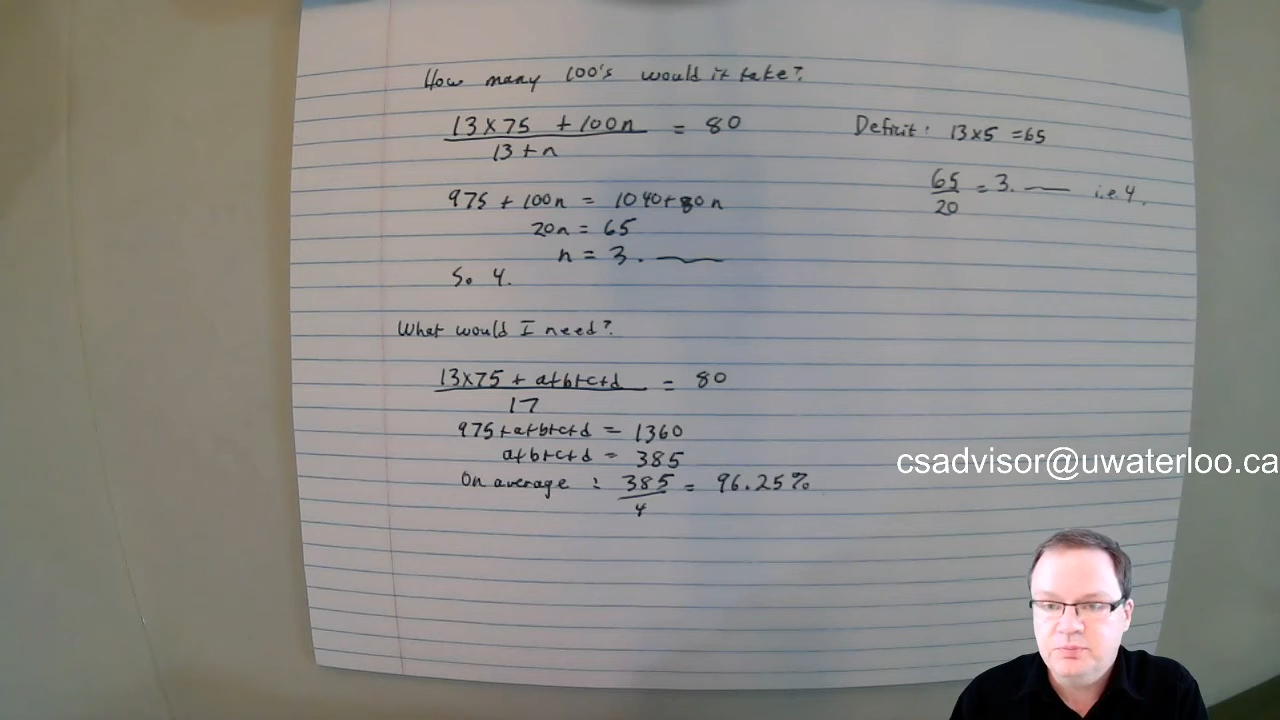 How many 100's would it take?
13×75 + 100n = 80
13 + n
975 + 100n = 1040 + 80n
20n = 65
n = 3.
So 4.
Deficit: 13×5 = 65
65 = 3. i.e. 4.
20
What would I need?
13×75 + a+b+c+d = 80
17
975+a+b+c+d = 1360
a+b+c+d = 385
On average : 385 = 96.25%
4
csadvisor@uwaterloo.ca